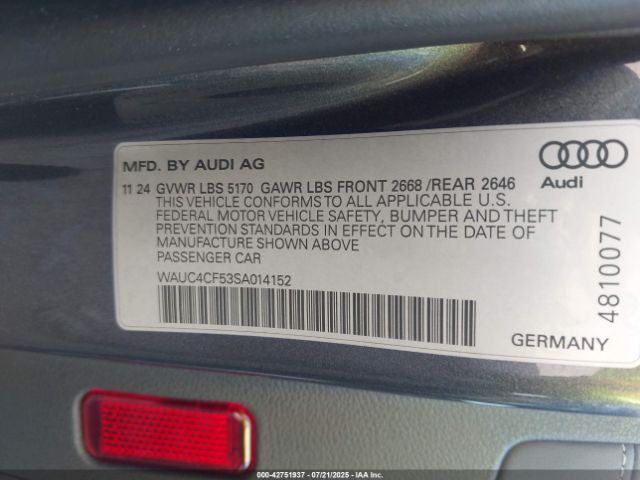 MFD. BY AUDI AG
11 24 GVWR LBS 5170 GAWR LBS FRONT 2668 /REAR 2646
THIS VEHICLE CONFORMS TO ALL APPLICABLE U.S.
FEDERAL MOTOR VEHICLE SAFETY, BUMPER AND THEFT
PREVENTION STANDARDS IN EFFECT ON THE DATE OF
MANUFACTURE SHOWN ABOVE
PASSENGER CAR
WAUC4CF53SA014152
Audi
4810077
GERMANY
000-42751937 - 07/21/2025 - IAAI, Inc.